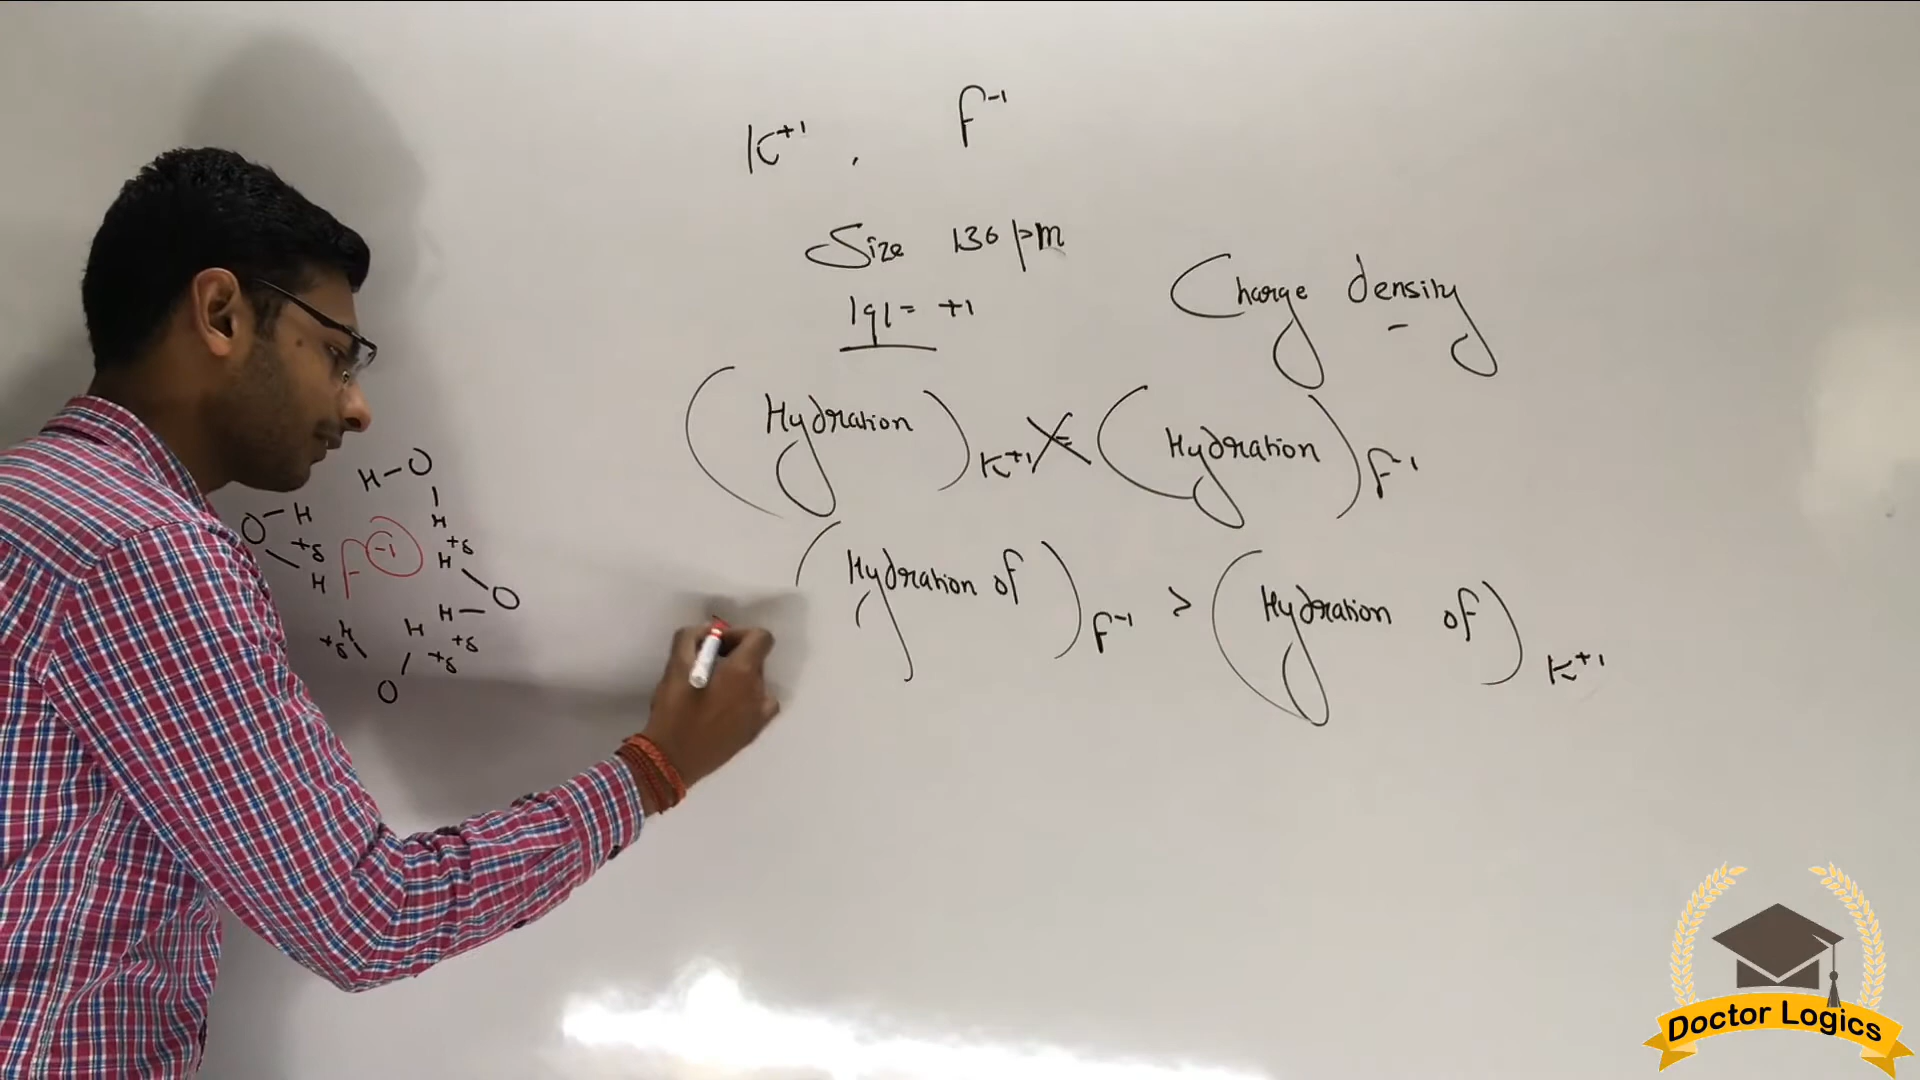 K+1 , F-1
Size 136 pm
|q| = +1
Charge density
(Hydration)K+1 = (Hydration)F-1
(Hydration of)F-1 > (Hydration of)K+1
H-O
H
O-H
+δ
H
F-1
+δ
H
O
H
+δ
H
+δ
H
+δ
O
Doctor Logics